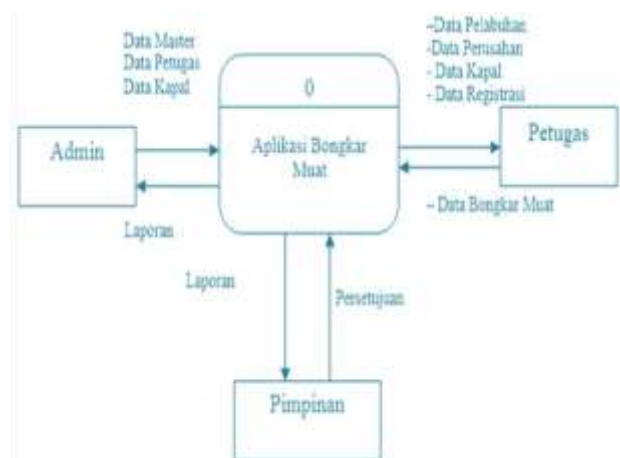 Data Master
Data Petugas
Data Kapal
Admin
Laporan
0
Aplikasi Bongkar
Muat
--Data Pelabuhan
-Data Perusahan
- Data Kapal
- Data Registrasi
Petugas
-- Data Bongkar Muat
Laporan
Persetujuan
Pimpinan